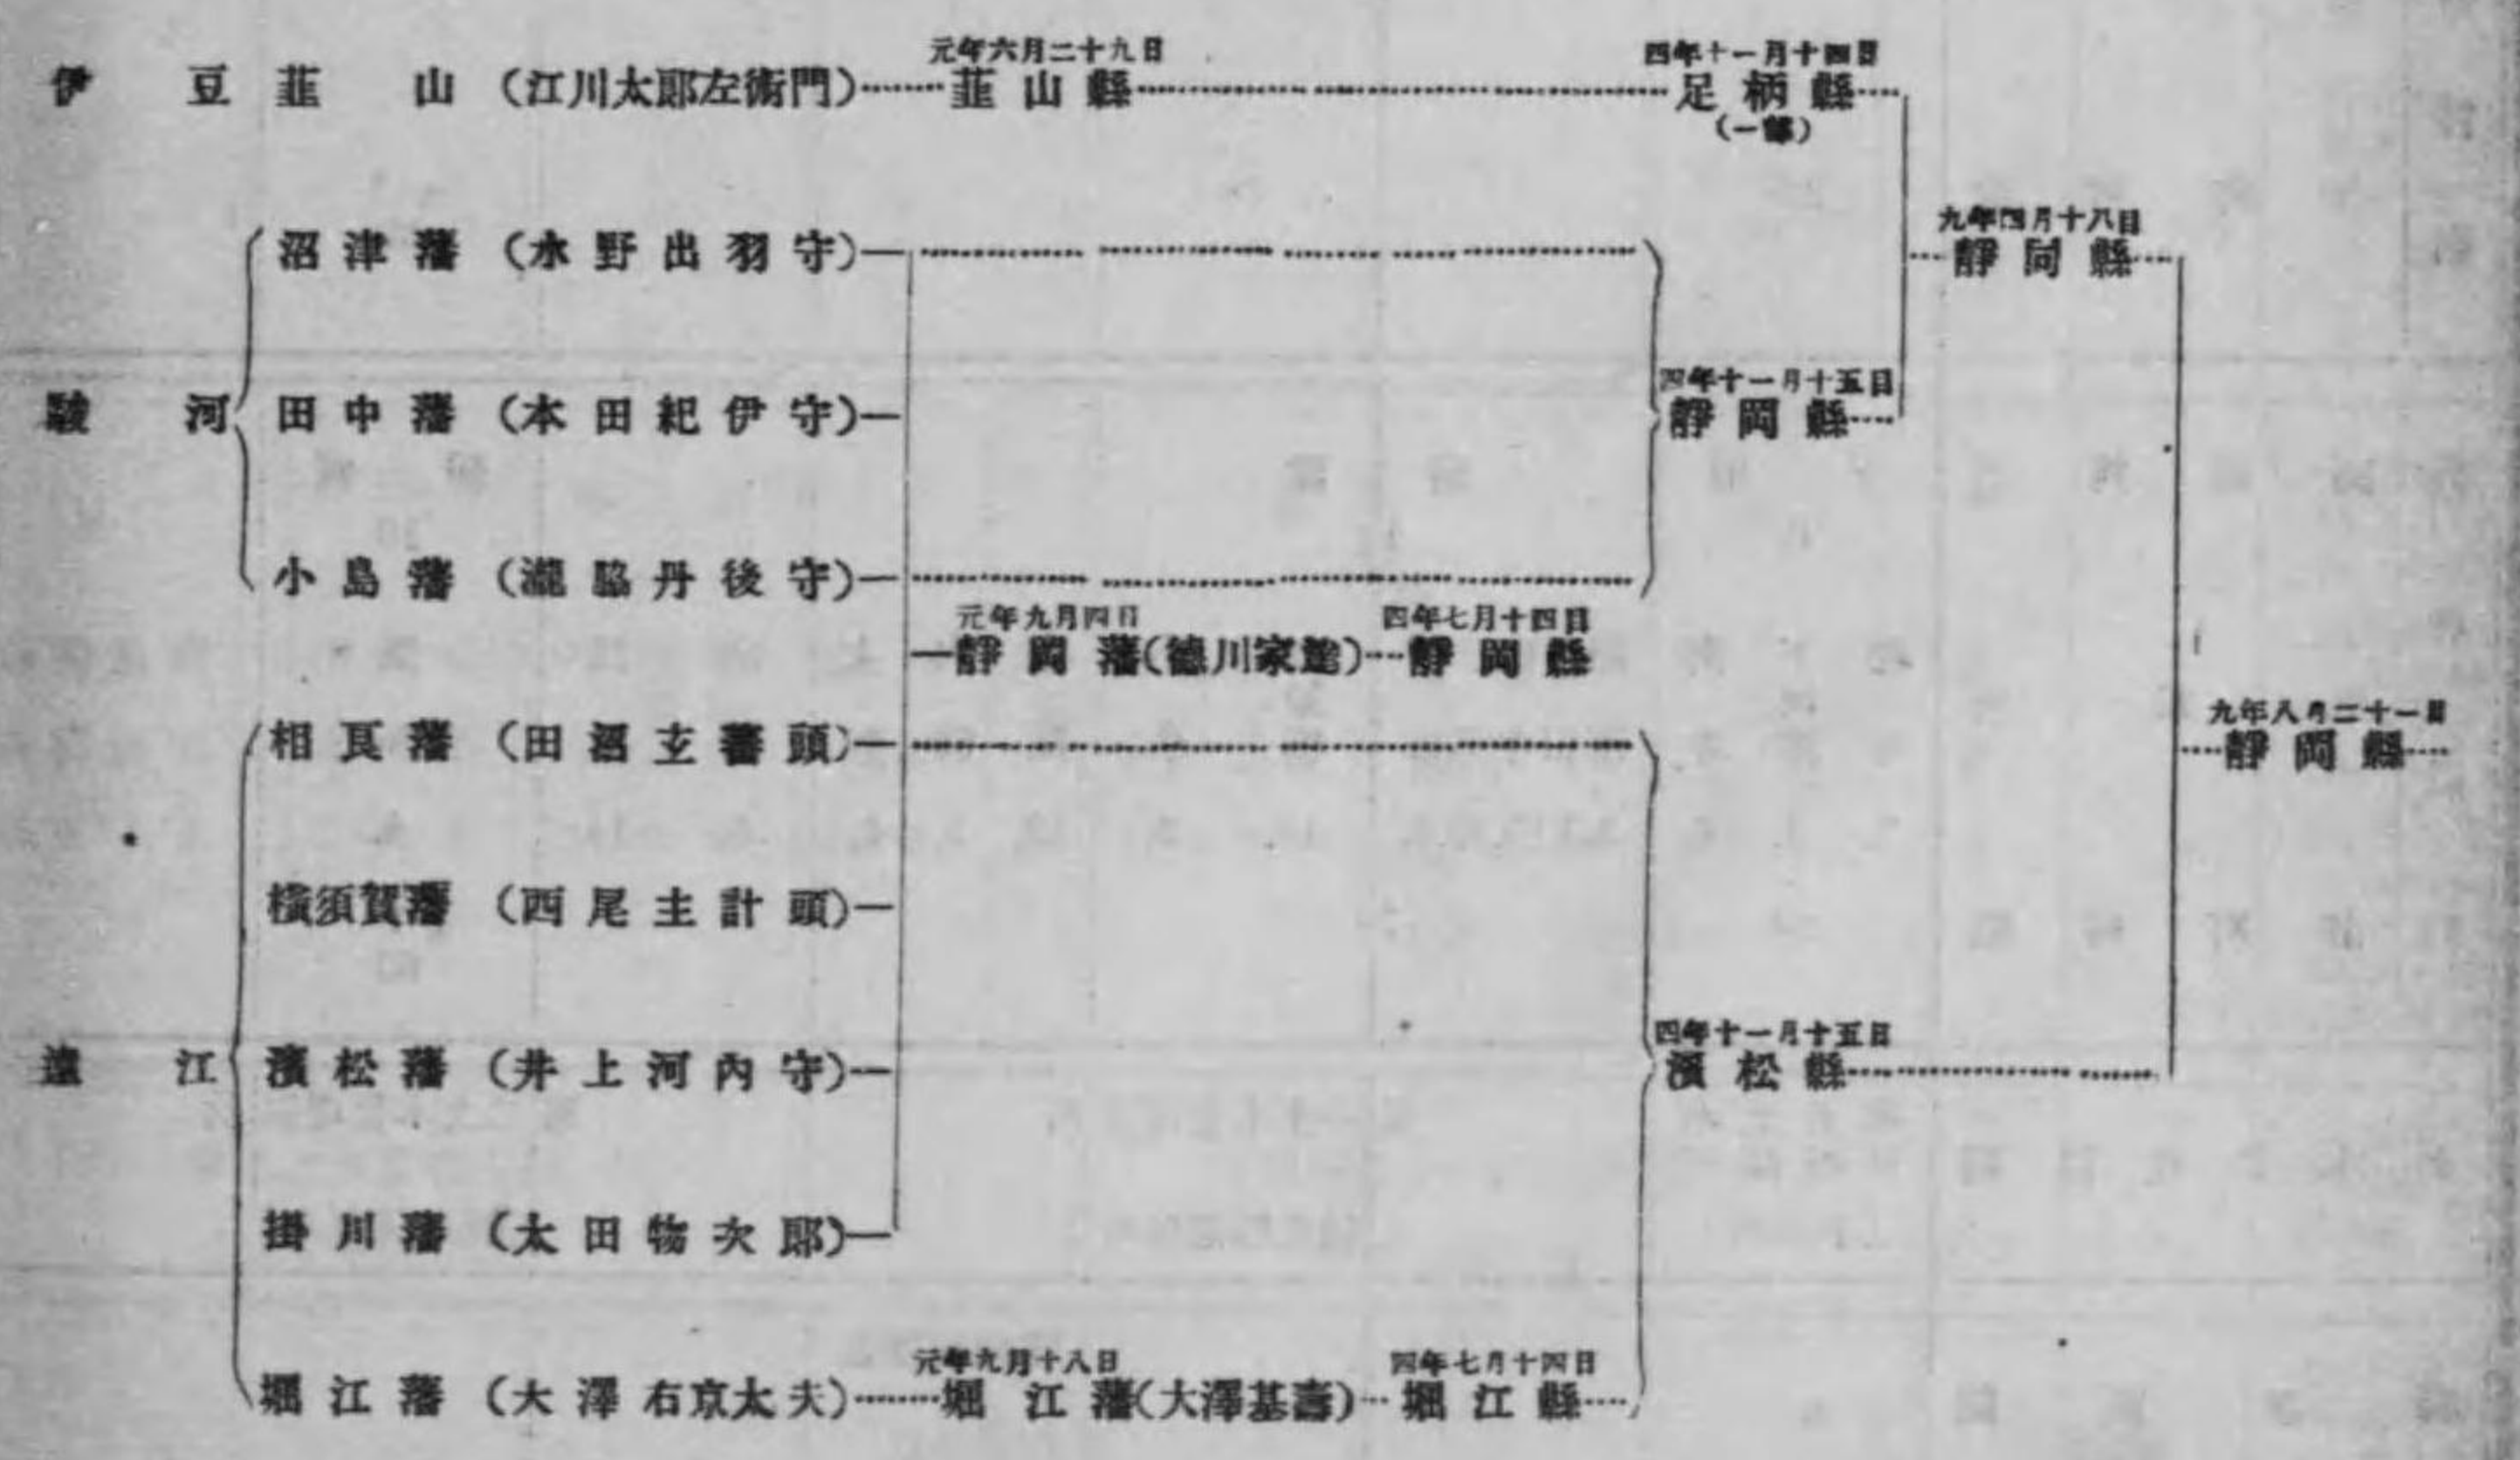 元年六月二十九日 四年十一月十四日
伊豆 韮山(江川太郎左衛門) 韮山縣 足柄縣
(一部)
九年四月十八日
沼津藩(水野出羽守) 靜岡縣
四年十一月十五日
駿河 田中藩(本田紀伊守) 靜岡縣
小島藩(瀧脇丹後守)
元年九月四日 四年七月十四日
靜岡藩(德川家達) 靜岡縣
九年八月二十一日
相良藩(田沼玄蕃頭) 靜岡縣
横須賀藩(西尾主計頭)
四年十一月十五日
遠江 濱松藩(井上河內守) 濱松縣
掛川藩(太田惣次郎)
元年九月十八日 四年七月十四日
堀江藩(大澤右京太夫) 堀江藩(大澤基壽) 堀江縣